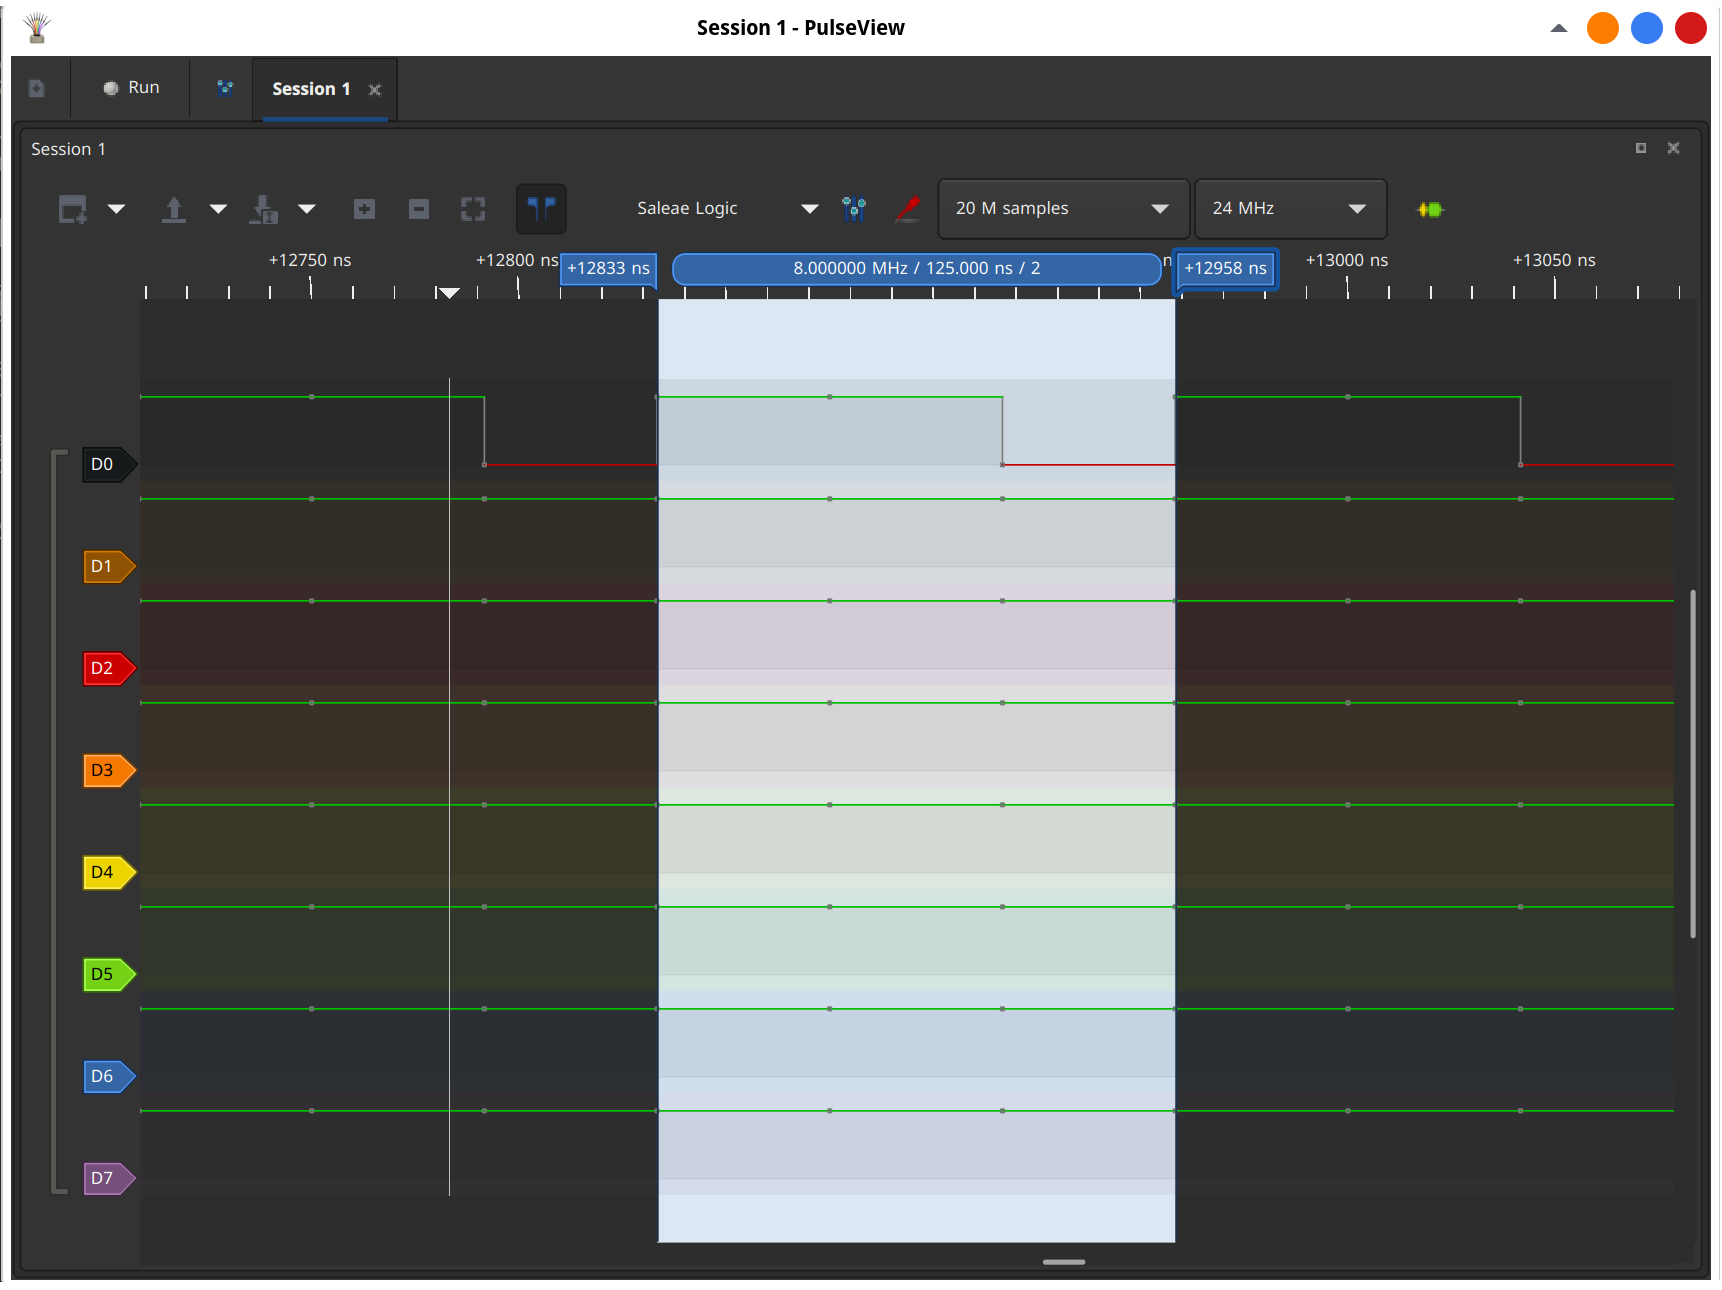 Session 1 - PulseView
Run
Session 1
Session 1
Saleae Logic
20 M samples
24 MHz
+12750 ns
+12800 ns
+12833 ns
8.000000 MHz / 125.000 ns / 2
n
+12958 ns
+13000 ns
+13050 ns
D0
D1
D2
D3
D4
D5
D6
D7